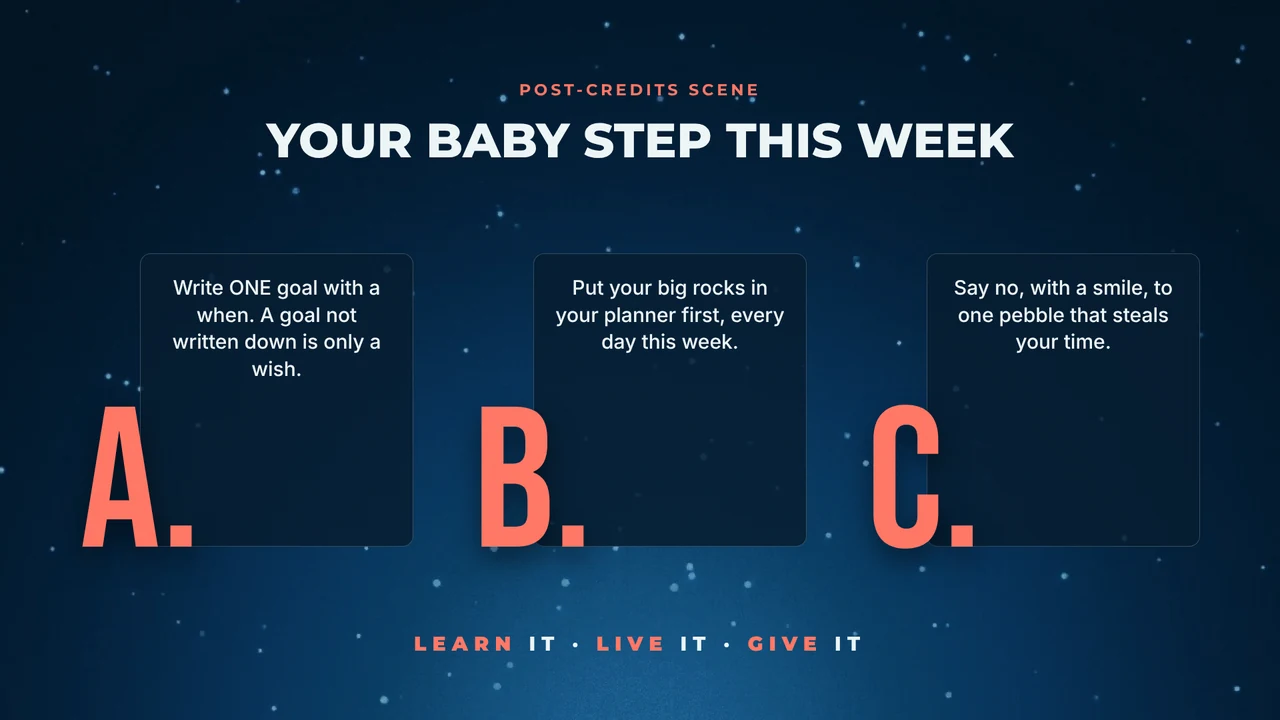 POST-CREDITS SCENE
YOUR BABY STEP THIS WEEK
Write ONE goal with a
when. A goal not
written down is only a
wish.
A.
Put your big rocks in
your planner first, every
day this week.
B.
Say no, with a smile, to
one pebble that steals
your time.
C.
LEARN IT • LIVE IT • GIVE IT